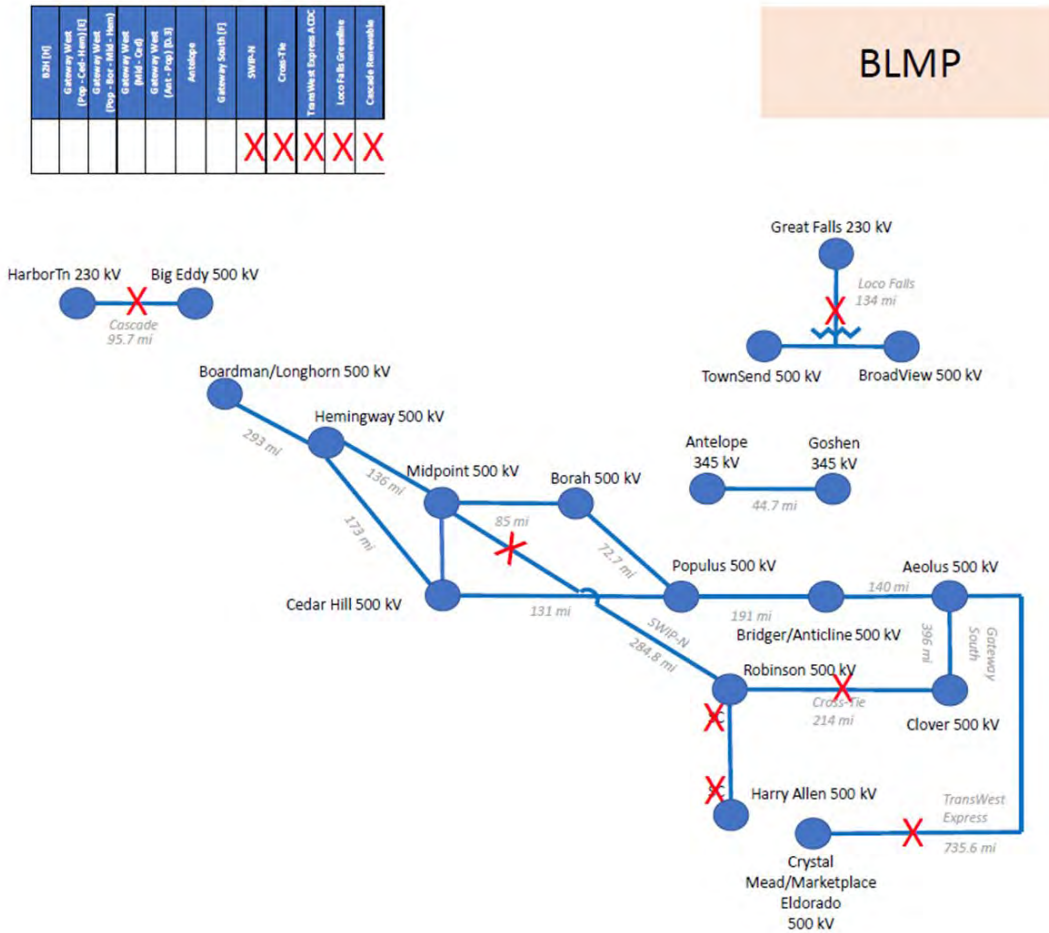 B2H [H]
Gateway West
(Pop - Ced- Hem) [E]
Gateway West
(Pop - Bor - Mid - Hem)
Gateway West
(Mid - Ced)
Gateway West
(Ant - Pop) [D.3]
Antelope
Gateway South [F]
SWIP-N
Cross-Tie
TransWest Express ACDC
Loco Falls Greenline
Cascade Renewable
X X X X X
BLMP
Great Falls 230 kV
Loco Falls
134 mi
HarborTn 230 kV
Big Eddy 500 kV
Cascade
95.7 mi
TownSend 500 kV
BroadView 500 kV
Boardman/Longhorn 500 kV
293 mi
Hemingway 500 kV
136 mi
173 mi
Midpoint 500 kV
85 mi
Borah 500 kV
72.7 mi
Antelope
345 kV
Goshen
345 kV
44.7 mi
Cedar Hill 500 kV
131 mi
Populus 500 kV
191 mi
Bridger/Anticline 500 kV
140 mi
Aeolus 500 kV
396 mi
Gateway
South
SWIP-N
284.8 mi
Robinson 500 kV
Cross-Tie
214 mi
Clover 500 kV
SC
SC
Harry Allen 500 kV
TransWest
Express
735.6 mi
Crystal
Mead/Marketplace
Eldorado
500 kV